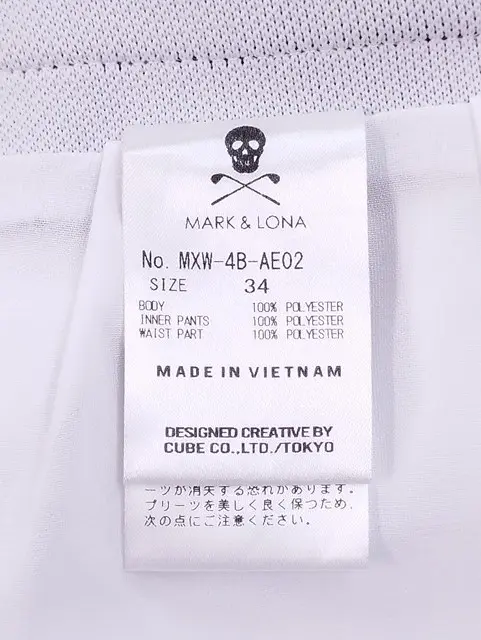 MARK & LONA
No. MXW-4B-AE02
SIZE 34
BODY 100% POLYESTER
INNER PANTS 100% POLYESTER
WAIST PART 100% POLYESTER
MADE IN VIETNAM
DESIGNED CREATIVE BY
CUBE CO.,LTD./TOKYO
ーツが消失する恐れがあります。
プリーツを美しく良く保つため、
次の点にご注意ください。